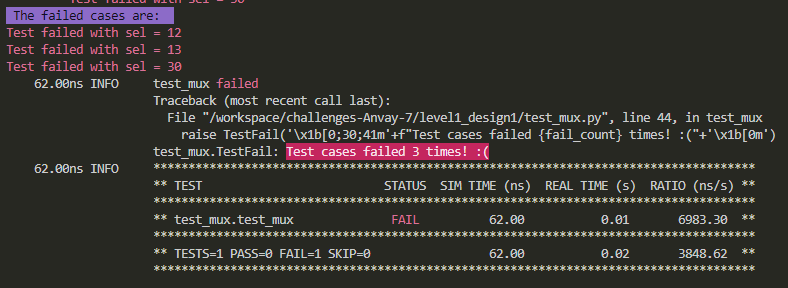 Test failed with sel = 30
The failed cases are:
Test failed with sel = 12
Test failed with sel = 13
Test failed with sel = 30
62.00ns INFO     test_mux failed
Traceback (most recent call last):
File "/workspace/challenges-Anvay-7/level1_design1/test_mux.py", line 44, in test_mux
raise TestFail('\x1b[0;30;41m'+f"Test cases failed {fail_count} times! :("+'\x1b[0m')
test_mux.TestFail: Test cases failed 3 times! :(
62.00ns INFO     **************************************************************************************
** TEST                          STATUS  SIM TIME (ns)  REAL TIME (s)  RATIO (ns/s) **
**************************************************************************************
** test_mux.test_mux              FAIL          62.00           0.01       6983.30  **
**************************************************************************************
** TESTS=1 PASS=0 FAIL=1 SKIP=0                 62.00           0.02       3848.62  **
**************************************************************************************